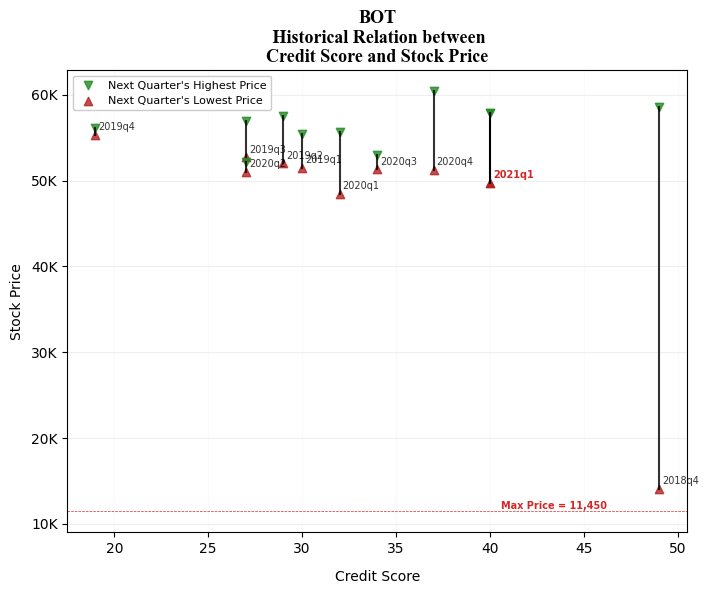 BOT
Historical Relation between
Credit Score and Stock Price
Next Quarter's Highest Price
Next Quarter's Lowest Price
60K
50K
40K
30K
20K
10K
Stock Price
2019q4
2019q3
2020q2
2019q2
2019q1
2020q1
2020q3
2020q4
2021q1
2018q4
Max Price = 11,450
20
25
30
35
40
45
50
Credit Score